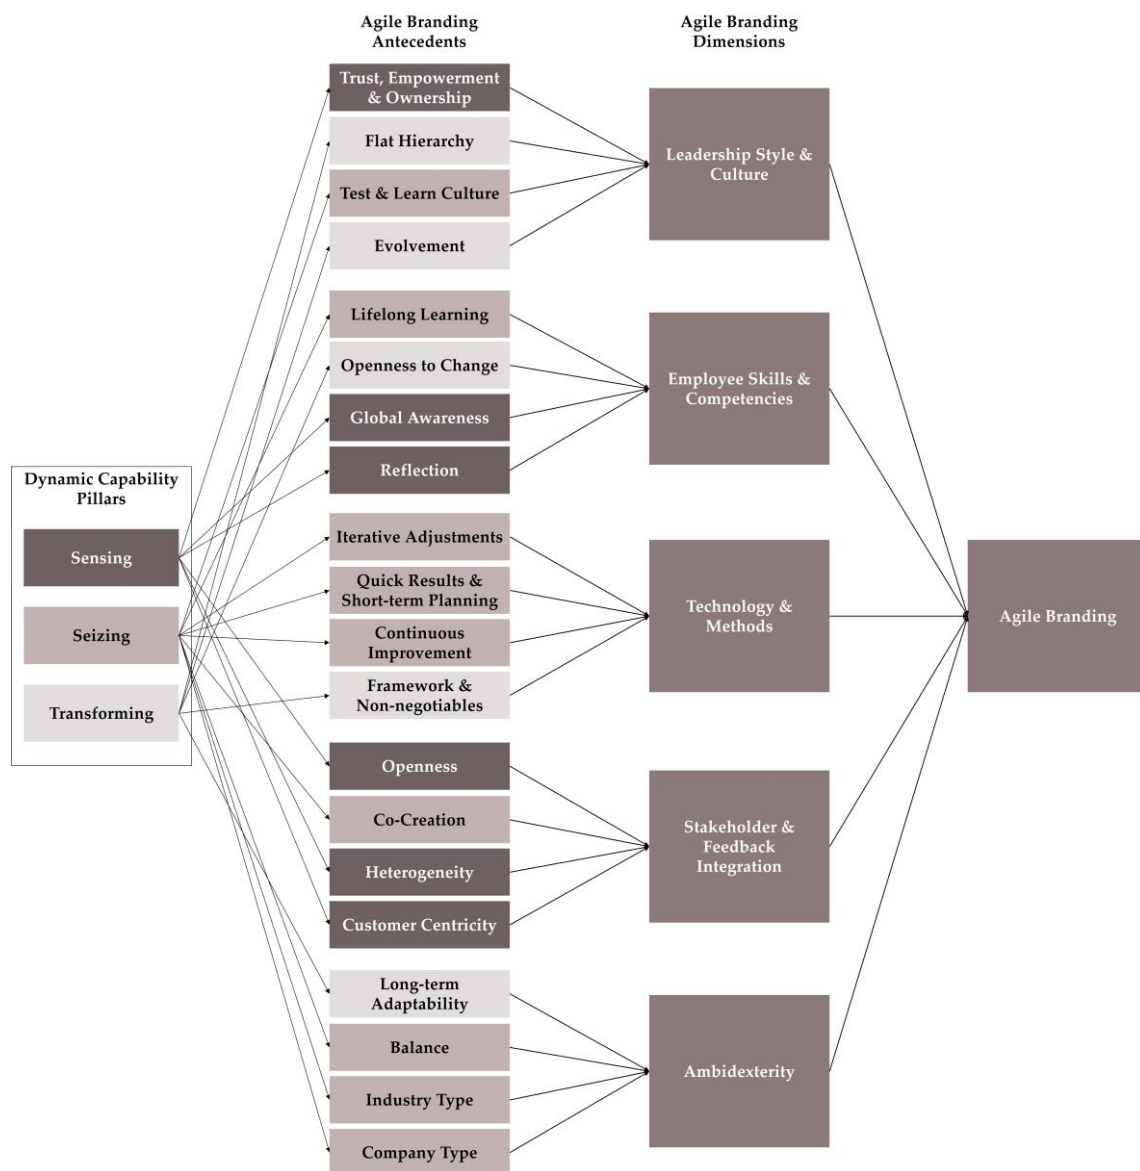 Agile Branding
Antecedents
Agile Branding
Dimensions
Trust, Empowerment
& Ownership
Flat Hierarchy
Test & Learn Culture
Evolvement
Leadership Style &
Culture
Lifelong Learning
Openness to Change
Global Awareness
Reflection
Employee Skills &
Competencies
Dynamic Capability
Pillars
Sensing
Seizing
Transforming
Iterative Adjustments
Quick Results &
Short-term Planning
Continuous
Improvement
Framework &
Non-negotiables
Technology &
Methods
Agile Branding
Openness
Co-Creation
Heterogeneity
Customer Centricity
Stakeholder &
Feedback
Integration
Long-term
Adaptability
Balance
Industry Type
Company Type
Ambidexterity